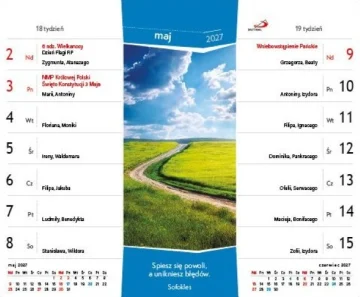 18 tydzień
maj
2027
19 tydzień
2 Nd
6 ndz. Wielkanocy
Dzień Flagi RP
Zygmunta, Atanazego
3 Pn
NMP Królowej Polski
Święto Konstytucji 3 Maja
Marii, Antoniny
4 Wt
Floriana, Moniki
5 Śr
Ireny, Waldemara
6 Cz
Filipa, Jakuba
7 Pt
Ludmiły, Benedykta
8 So
Stanisława, Wiktora
Wniebowstąpienie Pańskie
Grzegorza, Beaty
Nd 9
Antoniny, Izydora
Pn 10
Filipa, Ignacego
Wt 11
Dominika, Pankracego
Śr 12
Ofelii, Serwacego
Cz 13
Macieja, Bonifacego
Pt 14
Zofii, Izydora
So 15
Spiesz się powoli,
a unikniesz błędów.
Sofokles
maj 2027
czerwiec 2027